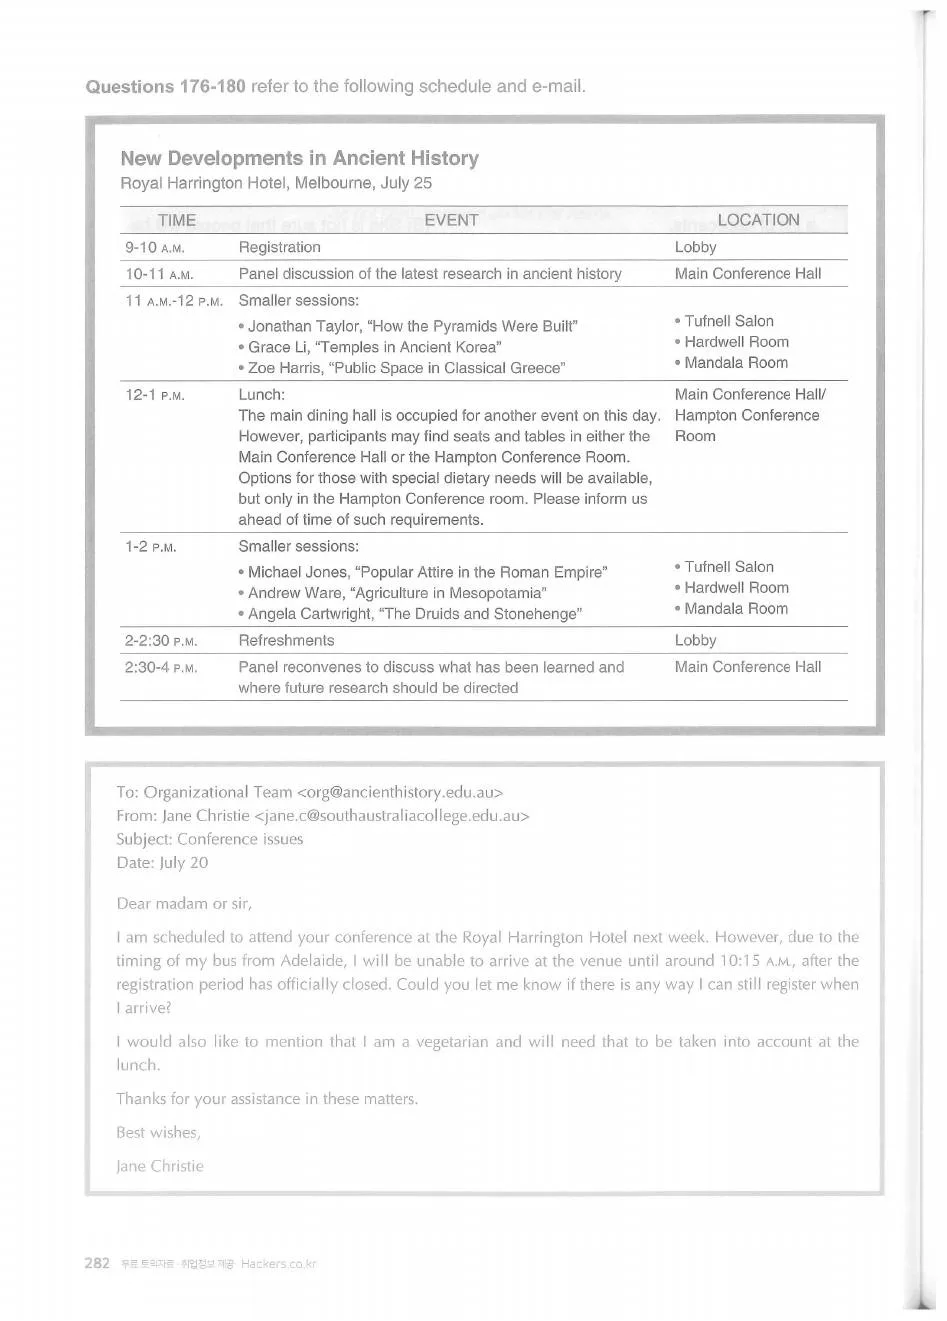 Questions 176-180 refer to the following schedule and e-mail.
New Developments in Ancient History
Royal Harrington Hotel, Melbourne, July 25
TIME EVENT LOCATION
9-10 A.M. Registration Lobby
10-11 A.M. Panel discussion of the latest research in ancient history Main Conference Hall
11 A.M.-12 P.M. Smaller sessions:
• Jonathan Taylor, “How the Pyramids Were Built” • Tufnell Salon
• Grace Li, “Temples in Ancient Korea” • Hardwell Room
• Zoe Harris, “Public Space in Classical Greece” • Mandala Room
12-1 P.M. Lunch: Main Conference Hall/
The main dining hall is occupied for another event on this day. Hampton Conference
However, participants may find seats and tables in either the Room
Main Conference Hall or the Hampton Conference Room.
Options for those with special dietary needs will be available,
but only in the Hampton Conference room. Please inform us
ahead of time of such requirements.
1-2 P.M. Smaller sessions:
• Michael Jones, “Popular Attire in the Roman Empire” • Tufnell Salon
• Andrew Ware, “Agriculture in Mesopotamia” • Hardwell Room
• Angela Cartwright, “The Druids and Stonehenge” • Mandala Room
2-2:30 P.M. Refreshments Lobby
2:30-4 P.M. Panel reconvenes to discuss what has been learned and Main Conference Hall
where future research should be directed
To: Organizational Team <org@ancienthistory.edu.au>
From: Jane Christie <jane.c@southaustraliacollege.edu.au>
Subject: Conference issues
Date: July 20
Dear madam or sir,
I am scheduled to attend your conference at the Royal Harrington Hotel next week. However, due to the
timing of my bus from Adelaide, I will be unable to arrive at the venue until around 10:15 A.M., after the
registration period has officially closed. Could you let me know if there is any way I can still register when
I arrive?
I would also like to mention that I am a vegetarian and will need that to be taken into account at the
lunch.
Thanks for your assistance in these matters.
Best wishes,
Jane Christie
282 무료 토익자료·취업정보 제공 Hackers.co.kr